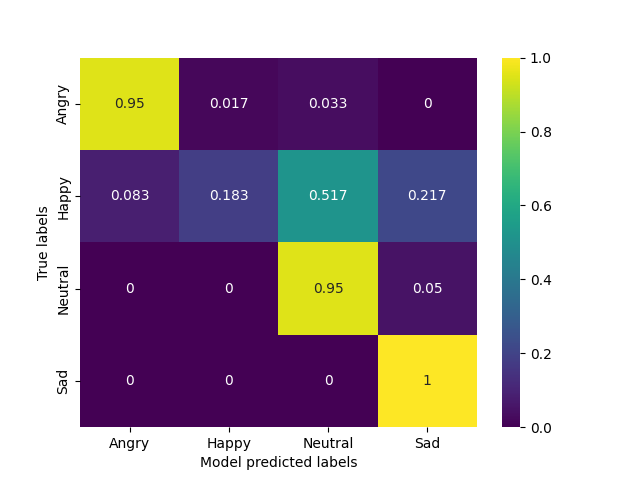 1.0
Angry 0.95 0.017 0.033 0
0.8
Happy 0.083 0.183 0.517 0.217
0.6
True labels
0.4
Neutral 0 0 0.95 0.05
0.2
Sad 0 0 0 1
0.0
Angry Happy Neutral Sad
Model predicted labels